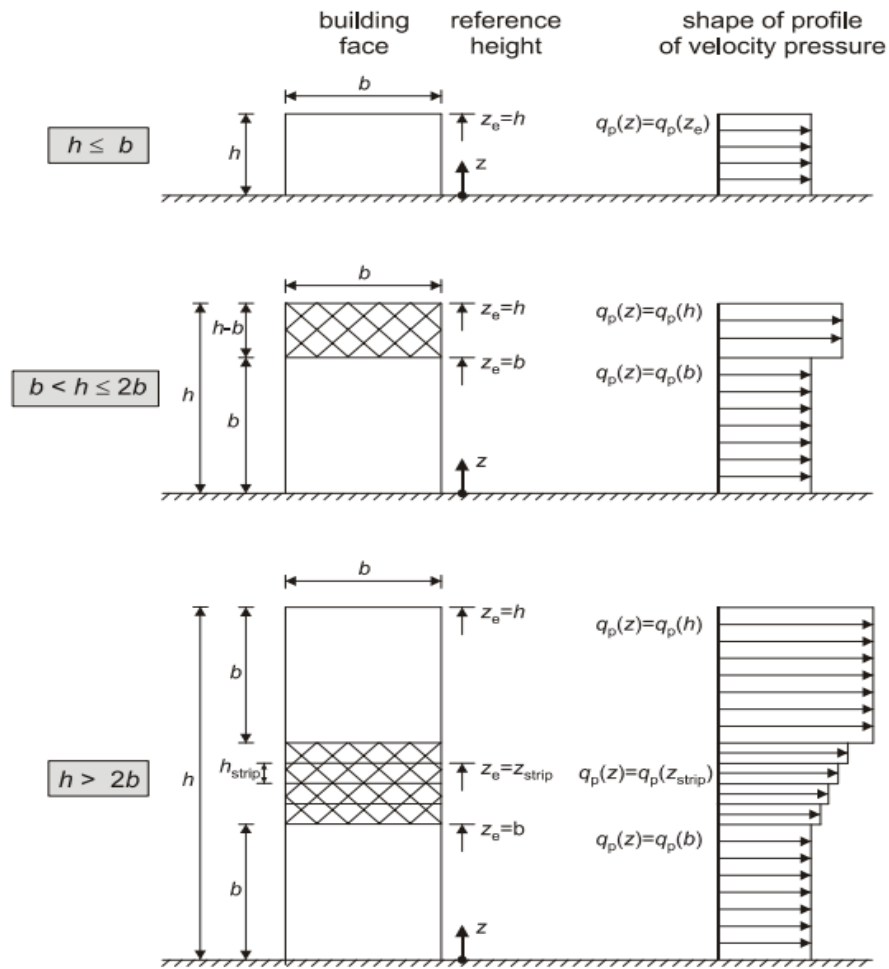 building face
reference height
shape of profile of velocity pressure
h ≤ b
b
h
z_e=h
z
q_p(z)=q_p(z_e)
b < h ≤ 2b
b
h
h-b
b
z_e=h
z_e=b
z
q_p(z)=q_p(h)
q_p(z)=q_p(b)
h > 2b
b
h
b
h_strip
b
z_e=h
z_e=z_strip
z_e=b
z
q_p(z)=q_p(h)
q_p(z)=q_p(z_strip)
q_p(z)=q_p(b)